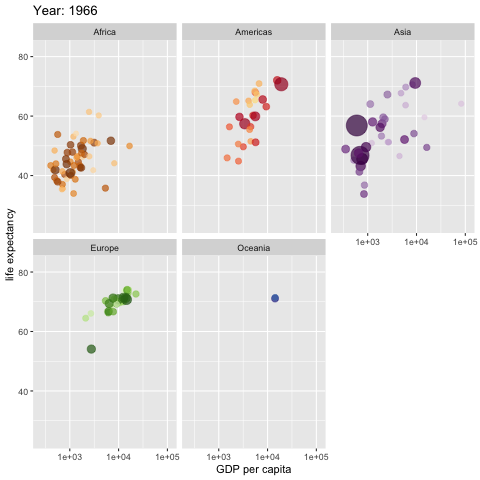 Year: 1966
Africa Americas Asia
80
60
40
1e+03 1e+04 1e+05
Europe Oceania
80
60
40
1e+03 1e+04 1e+05 1e+03 1e+04 1e+05
life expectancy
GDP per capita